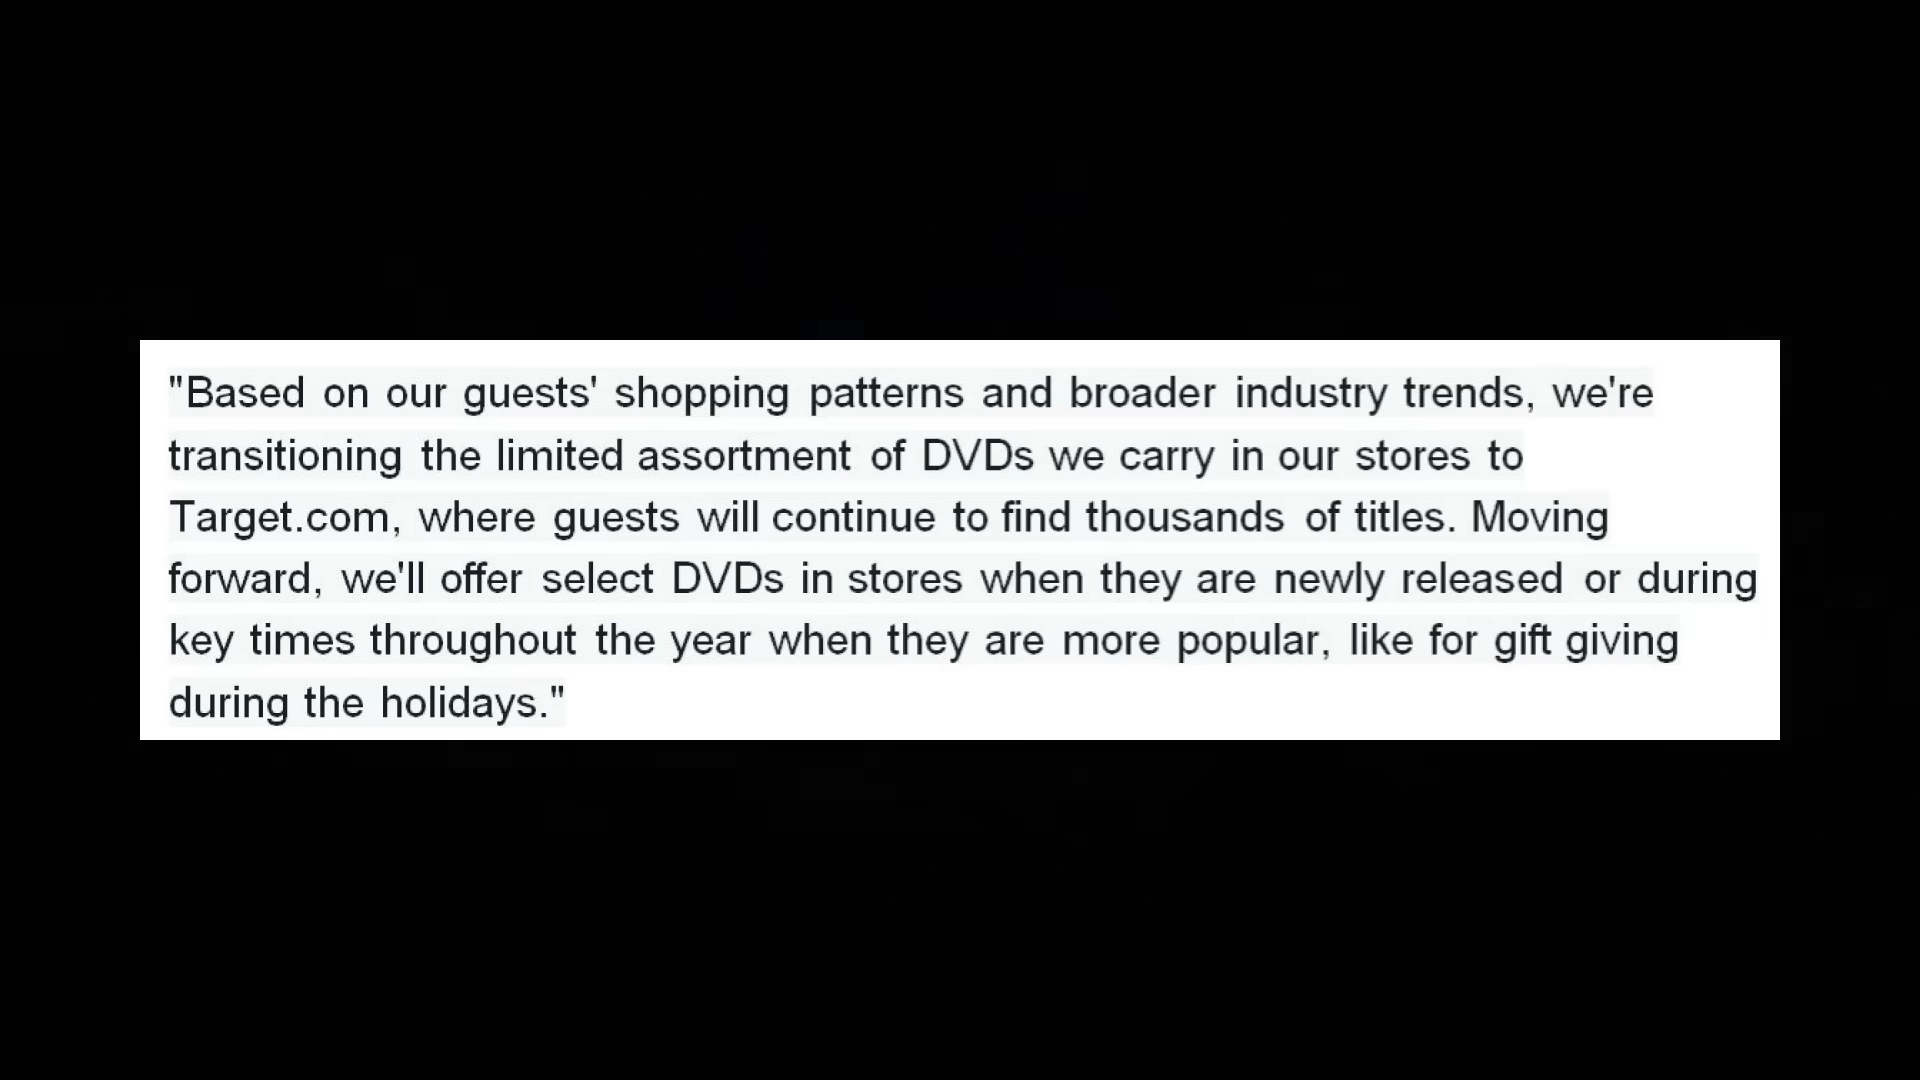 "Based on our guests' shopping patterns and broader industry trends, we're
transitioning the limited assortment of DVDs we carry in our stores to
Target.com, where guests will continue to find thousands of titles. Moving
forward, we'll offer select DVDs in stores when they are newly released or during
key times throughout the year when they are more popular, like for gift giving
during the holidays."